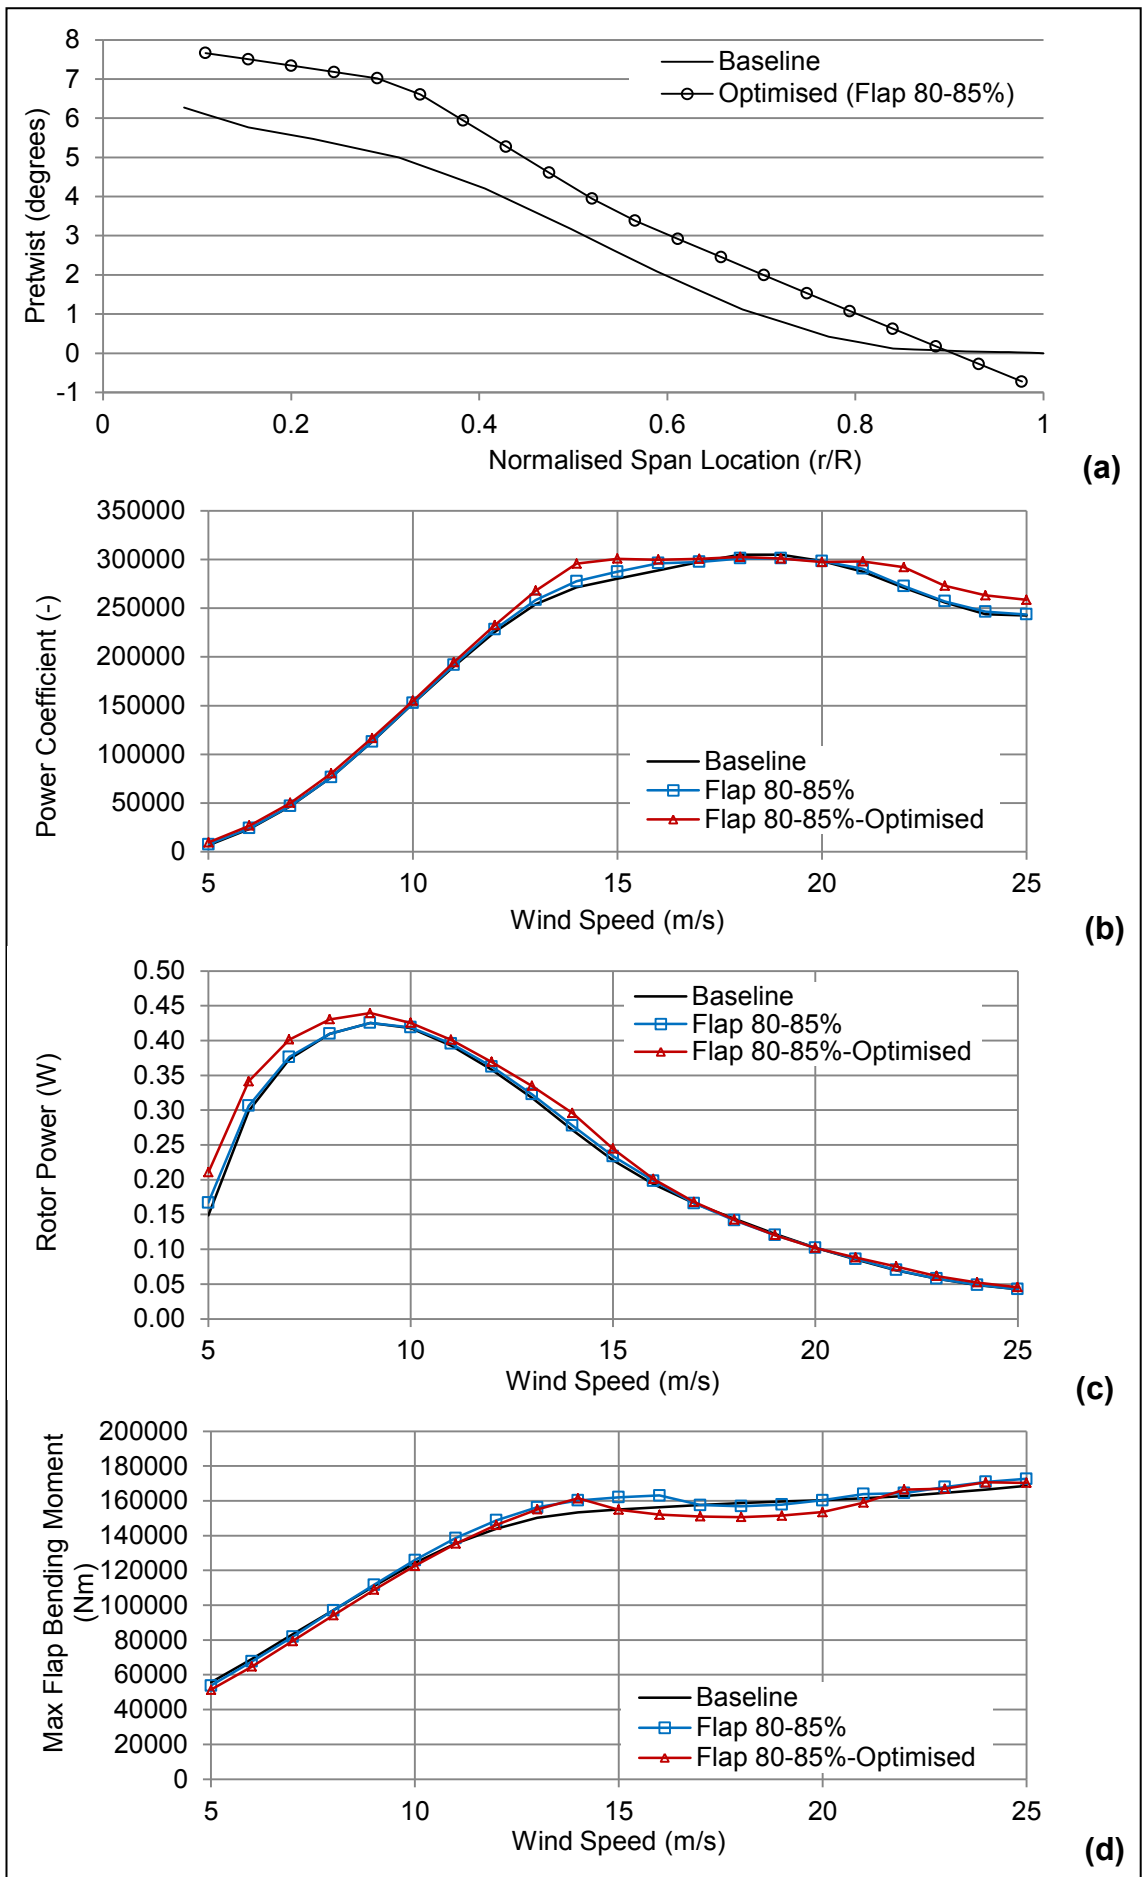 8
7
6
5
4
3
2
1
0
-1
Pretwist (degrees)
Baseline
Optimised (Flap 80-85%)
0 0.2 0.4 0.6 0.8 1
Normalised Span Location (r/R)
(a)
350000
300000
250000
200000
150000
100000
50000
0
Power Coefficient (-)
Baseline
Flap 80-85%
Flap 80-85%-Optimised
5 10 15 20 25
Wind Speed (m/s)
(b)
0.50
0.45
0.40
0.35
0.30
0.25
0.20
0.15
0.10
0.05
0.00
Rotor Power (W)
Baseline
Flap 80-85%
Flap 80-85%-Optimised
5 10 15 20 25
Wind Speed (m/s)
(c)
200000
180000
160000
140000
120000
100000
80000
60000
40000
20000
0
Max Flap Bending Moment
(Nm)
Baseline
Flap 80-85%
Flap 80-85%-Optimised
5 10 15 20 25
Wind Speed (m/s)
(d)